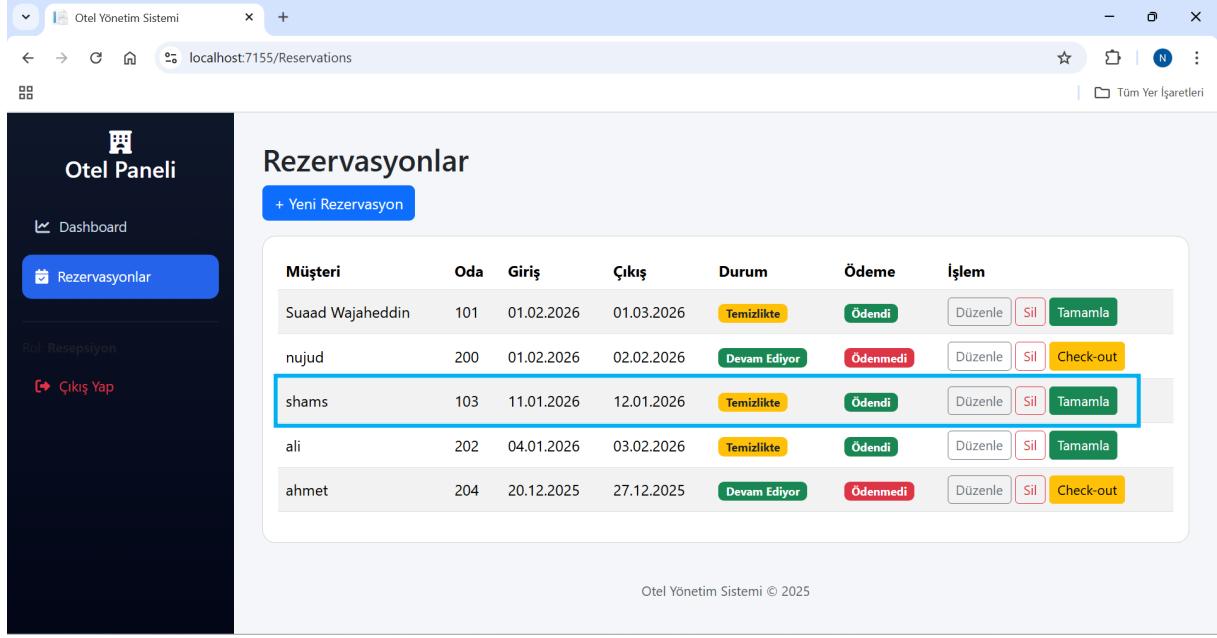 Otel Yönetim Sistemi
localhost:7155/Reservations
N
Tüm Yer İşaretleri
Otel Paneli
Dashboard
Rezervasyonlar
Rol: Resepsiyon
Çıkış Yap
Rezervasyonlar
+ Yeni Rezervasyon
Müşteri Oda Giriş Çıkış Durum Ödeme İşlem
Suaad Wajaheddin 101 01.02.2026 01.03.2026 Temizlikte Ödendi Düzenle Sil Tamamla
nujud 200 01.02.2026 02.02.2026 Devam Ediyor Ödenmedi Düzenle Sil Check-out
shams 103 11.01.2026 12.01.2026 Temizlikte Ödendi Düzenle Sil Tamamla
ali 202 04.01.2026 03.02.2026 Temizlikte Ödendi Düzenle Sil Tamamla
ahmet 204 20.12.2025 27.12.2025 Devam Ediyor Ödenmedi Düzenle Sil Check-out
Otel Yönetim Sistemi © 2025